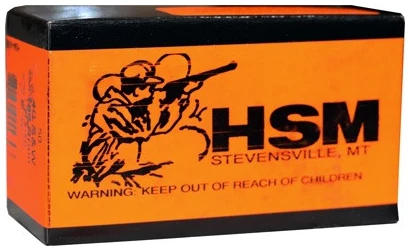 HSM
STEVENSVILLE, MT
WARNING: KEEP OUT OF REACH OF CHILDREN